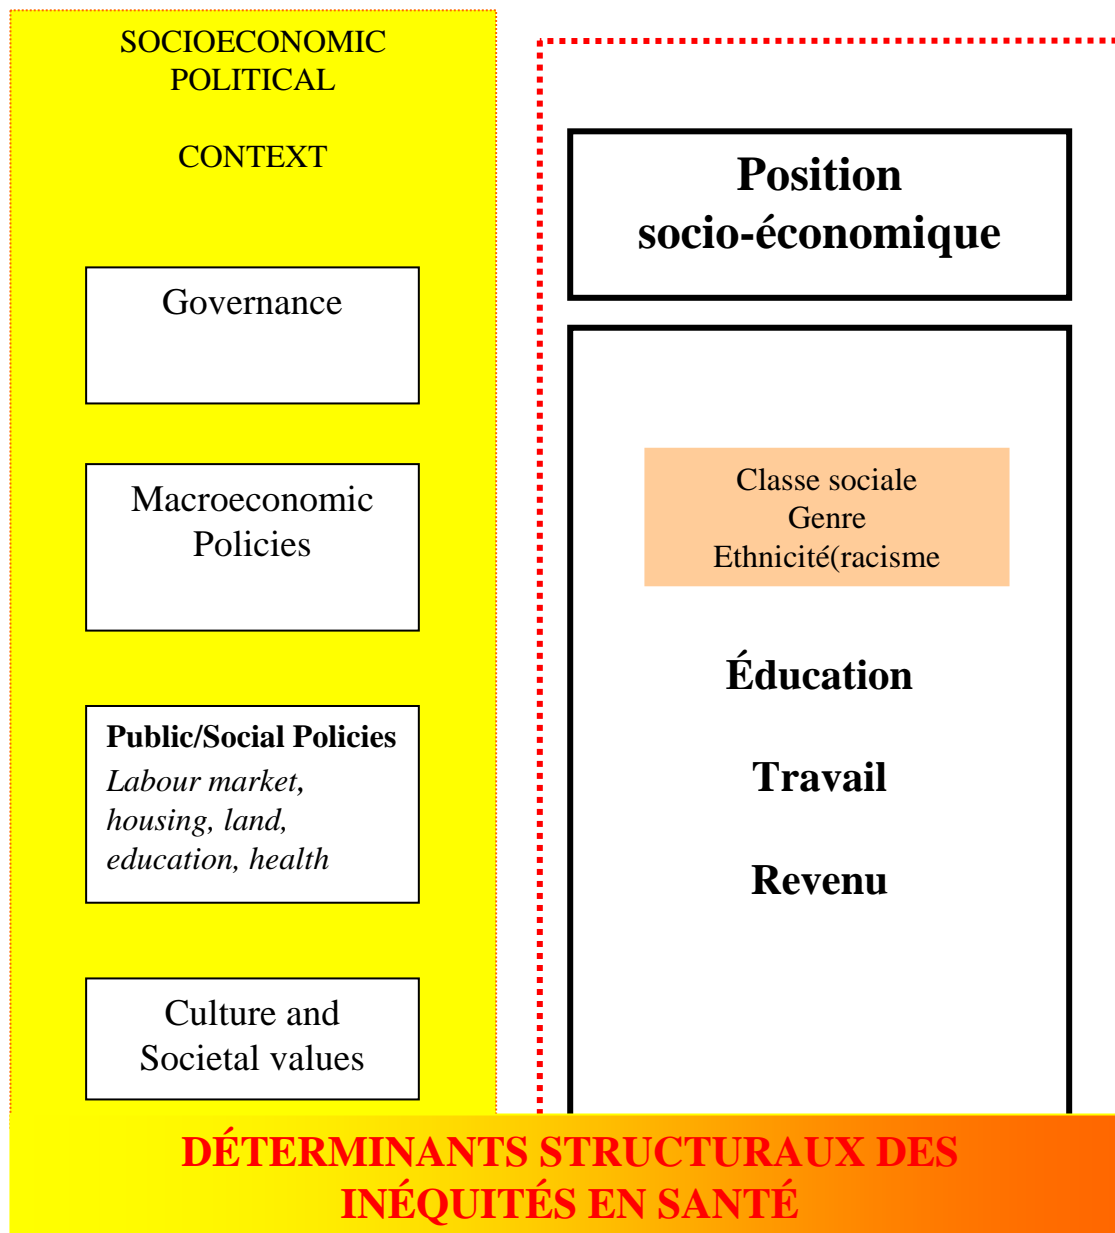 SOCIOECONOMIC
POLITICAL
CONTEXT
Governance
Macroeconomic
Policies
Public/Social Policies
Labour market,
housing, land,
education, health
Culture and
Societal values
Position
socio-économique
Classe sociale
Genre
Ethnicité(racisme
Éducation
Travail
Revenu
DÉTERMINANTS STRUCTURAUX DES
INÉQUITÉS EN SANTÉ